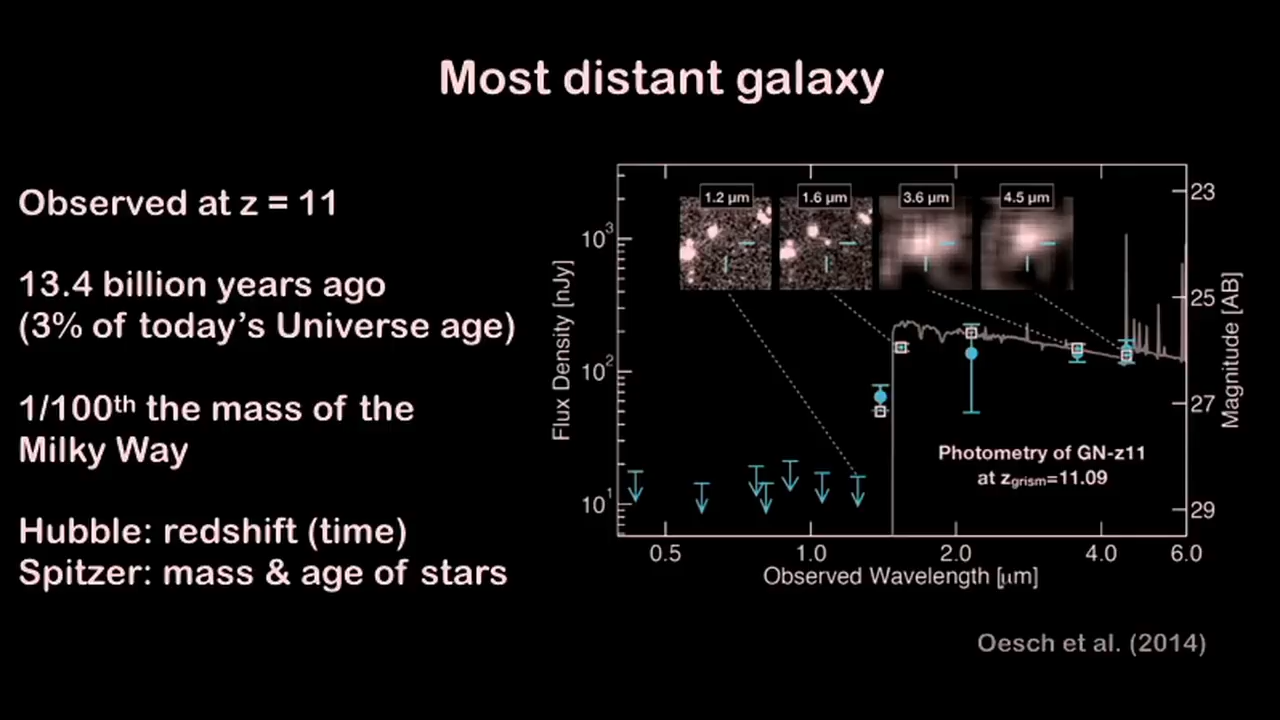 Most distant galaxy
Observed at z = 11
13.4 billion years ago
(3% of today's Universe age)
1/100th the mass of the
Milky Way
Hubble: redshift (time)
Spitzer: mass & age of stars
1.2 µm
1.6 µm
3.6 µm
4.5 µm
Flux Density [nJy]
10³
10²
10¹
23
25
27
29
Magnitude [AB]
Photometry of GN-z11
at zgrism=11.09
0.5
1.0
2.0
4.0
6.0
Observed Wavelength [µm]
Oesch et al. (2014)